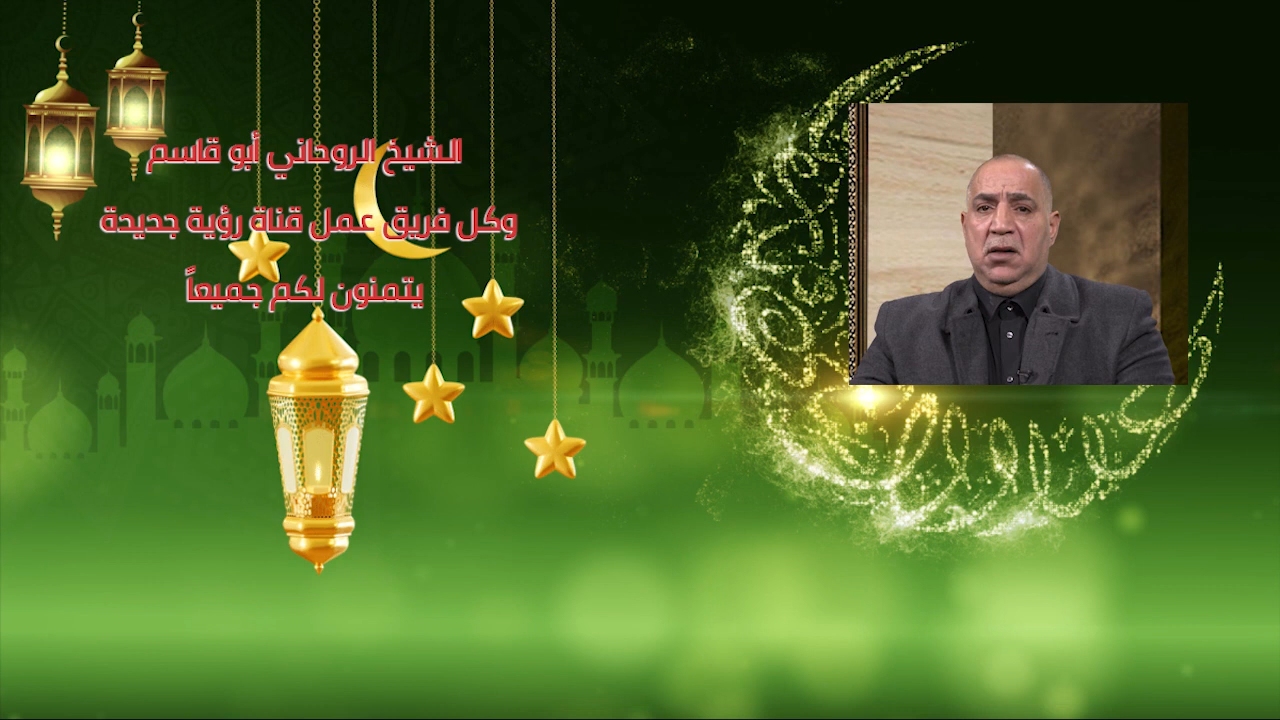 الشيخ الروحاني أبو قاسم
وكل فريق عمل قناة رؤية جديدة
يتمنون لكم جميعاً